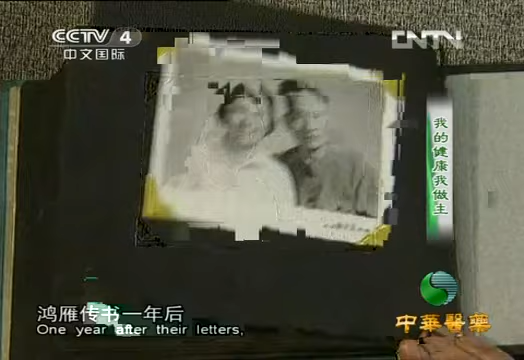 CCTV 4
中文国际
CNTV
我的健康我做主
鸿雁传书一年后
One year after their letters,
中華醫藥